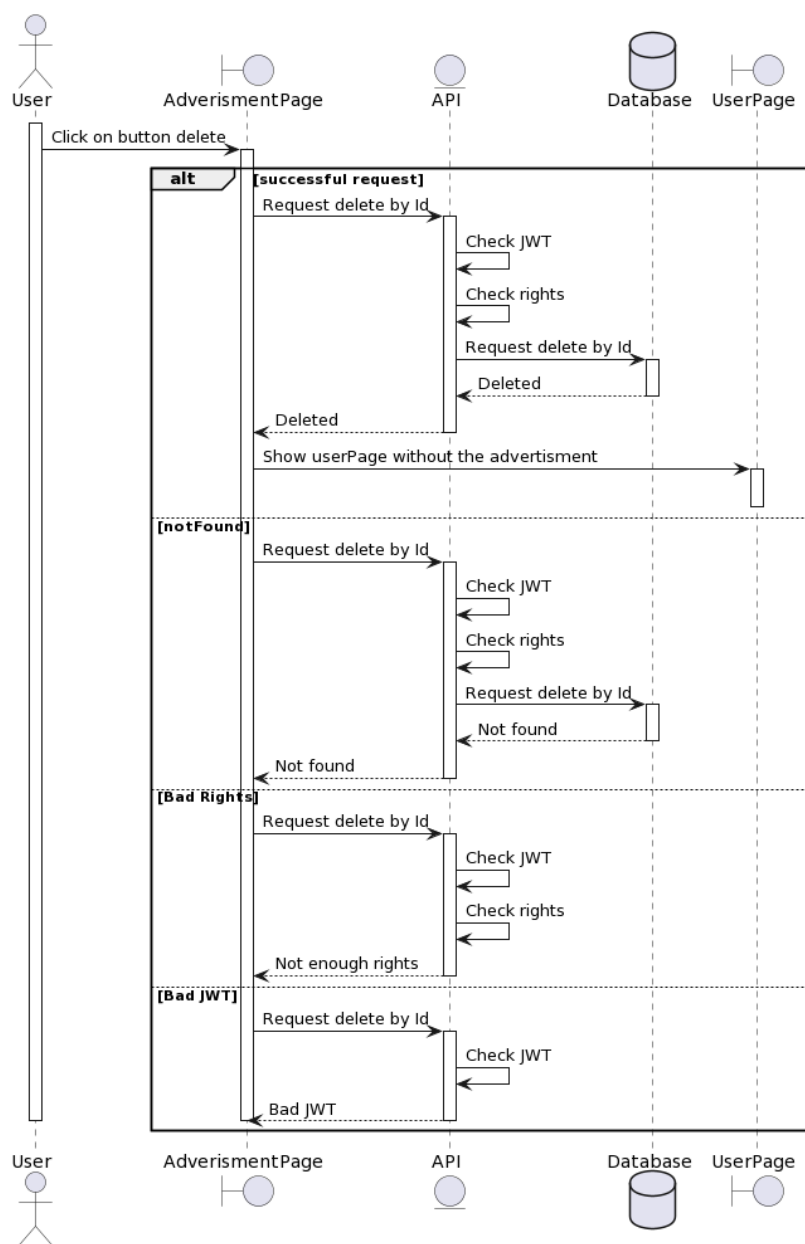 User
AdverismentPage
API
Database
UserPage
Click on button delete
alt
[successful request]
Request delete by Id
Check JWT
Check rights
Request delete by Id
Deleted
Deleted
Show userPage without the advertisment
[notFound]
Request delete by Id
Check JWT
Check rights
Request delete by Id
Not found
Not found
[Bad Rights]
Request delete by Id
Check JWT
Check rights
Not enough rights
[Bad JWT]
Request delete by Id
Check JWT
Bad JWT
User
AdverismentPage
API
Database
UserPage